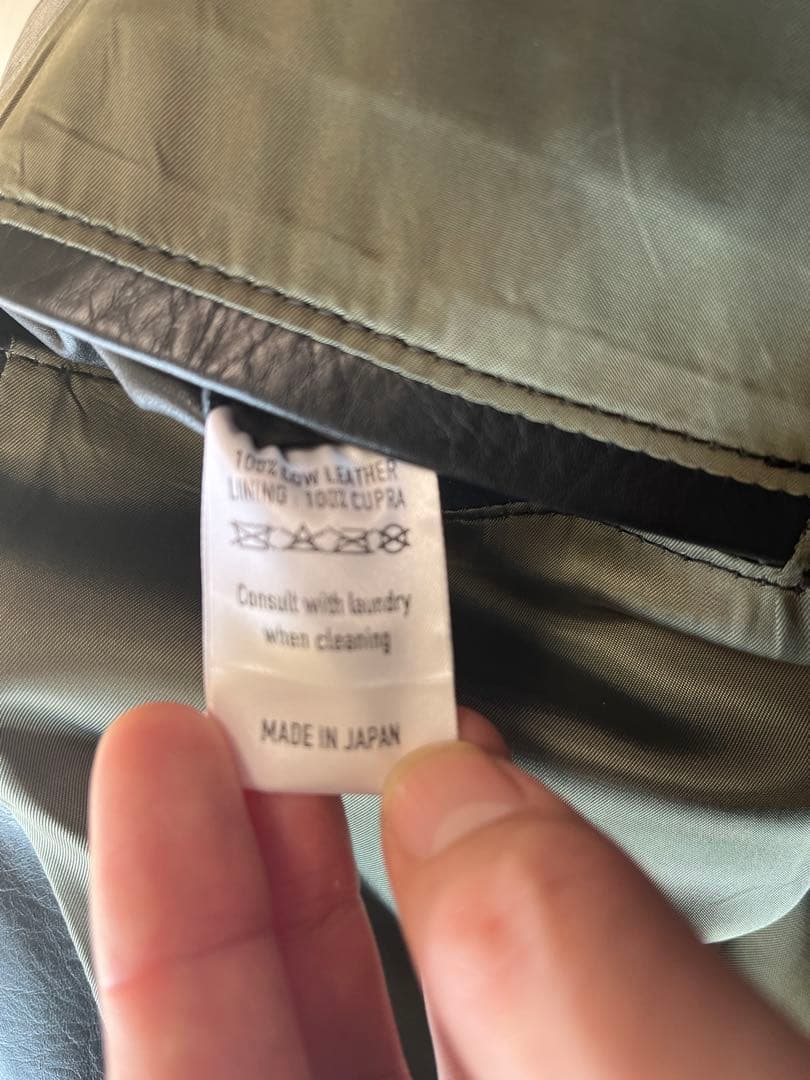 100% COW LEATHER
LINING : 100% CUPRA
Consult with laundry
when cleaning
MADE IN JAPAN